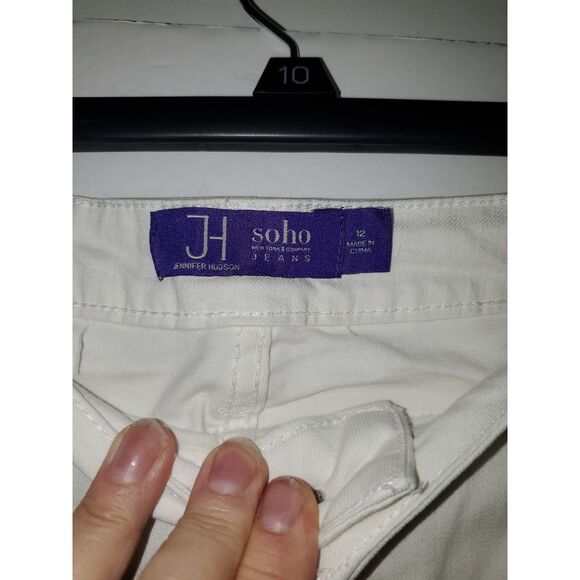 10
JH
JENNIFER HUDSON
soho
NEW YORK & COMPANY
JEANS
12
MADE IN
CHINA